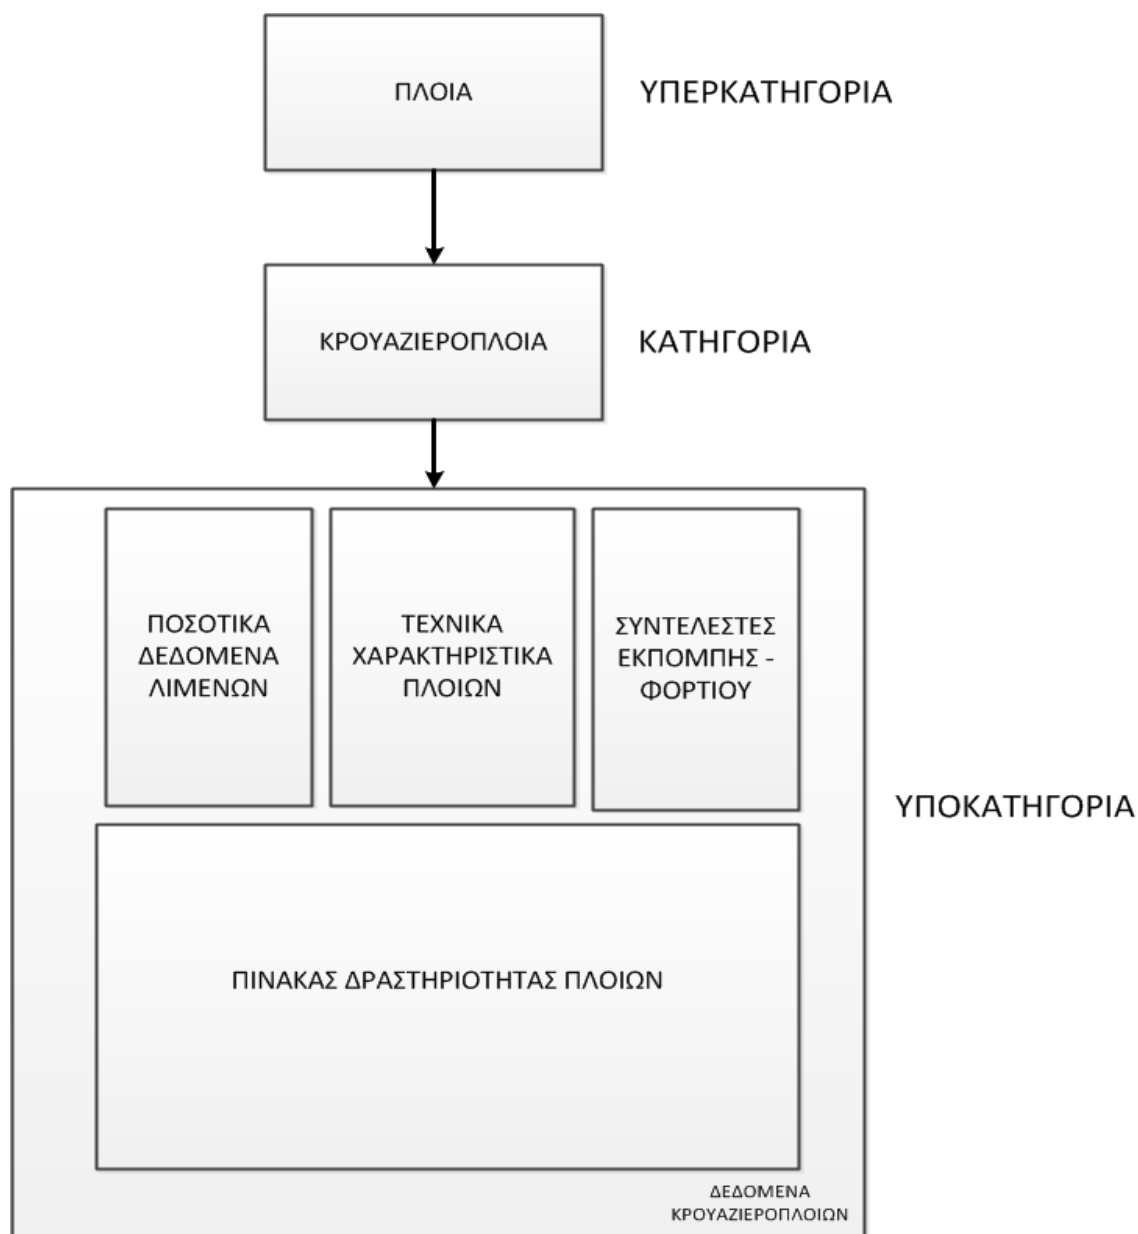 ΠΛΟΙΑ
ΥΠΕΡΚΑΤΗΓΟΡΙΑ
ΚΡΟΥΑΖΙΕΡΟΠΛΟΙΑ
ΚΑΤΗΓΟΡΙΑ
ΠΟΣΟΤΙΚΑ
ΔΕΔΟΜΕΝΑ
ΛΙΜΕΝΩΝ
ΤΕΧΝΙΚΑ
ΧΑΡΑΚΤΗΡΙΣΤΙΚΑ
ΠΛΟΙΩΝ
ΣΥΝΤΕΛΕΣΤΕΣ
ΕΚΠΟΜΠΗΣ -
ΦΟΡΤΙΟΥ
ΥΠΟΚΑΤΗΓΟΡΙΑ
ΠΙΝΑΚΑΣ ΔΡΑΣΤΗΡΙΟΤΗΤΑΣ ΠΛΟΙΩΝ
ΔΕΔΟΜΕΝΑ
ΚΡΟΥΑΖΙΕΡΟΠΛΟΙΩΝ